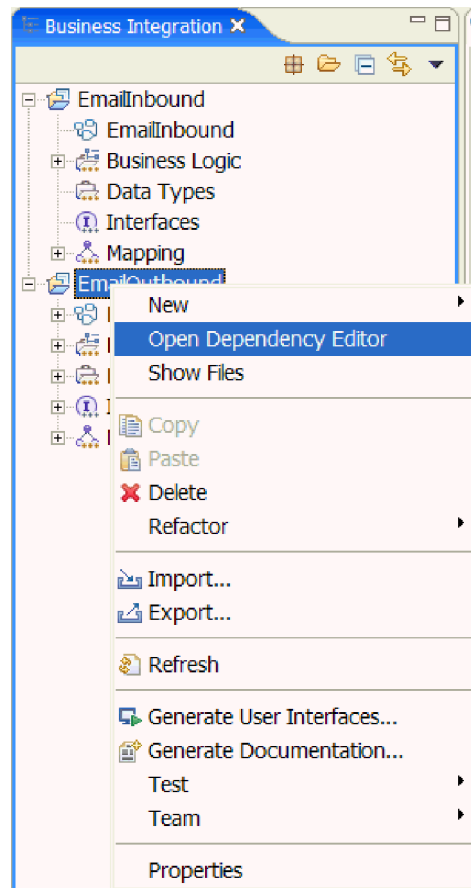 Business Integration
EmailInbound
EmailInbound
Business Logic
Data Types
Interfaces
Mapping
EmailOutbound
New
Open Dependency Editor
Show Files
Copy
Paste
Delete
Refactor
Import...
Export...
Refresh
Generate User Interfaces...
Generate Documentation...
Test
Team
Properties